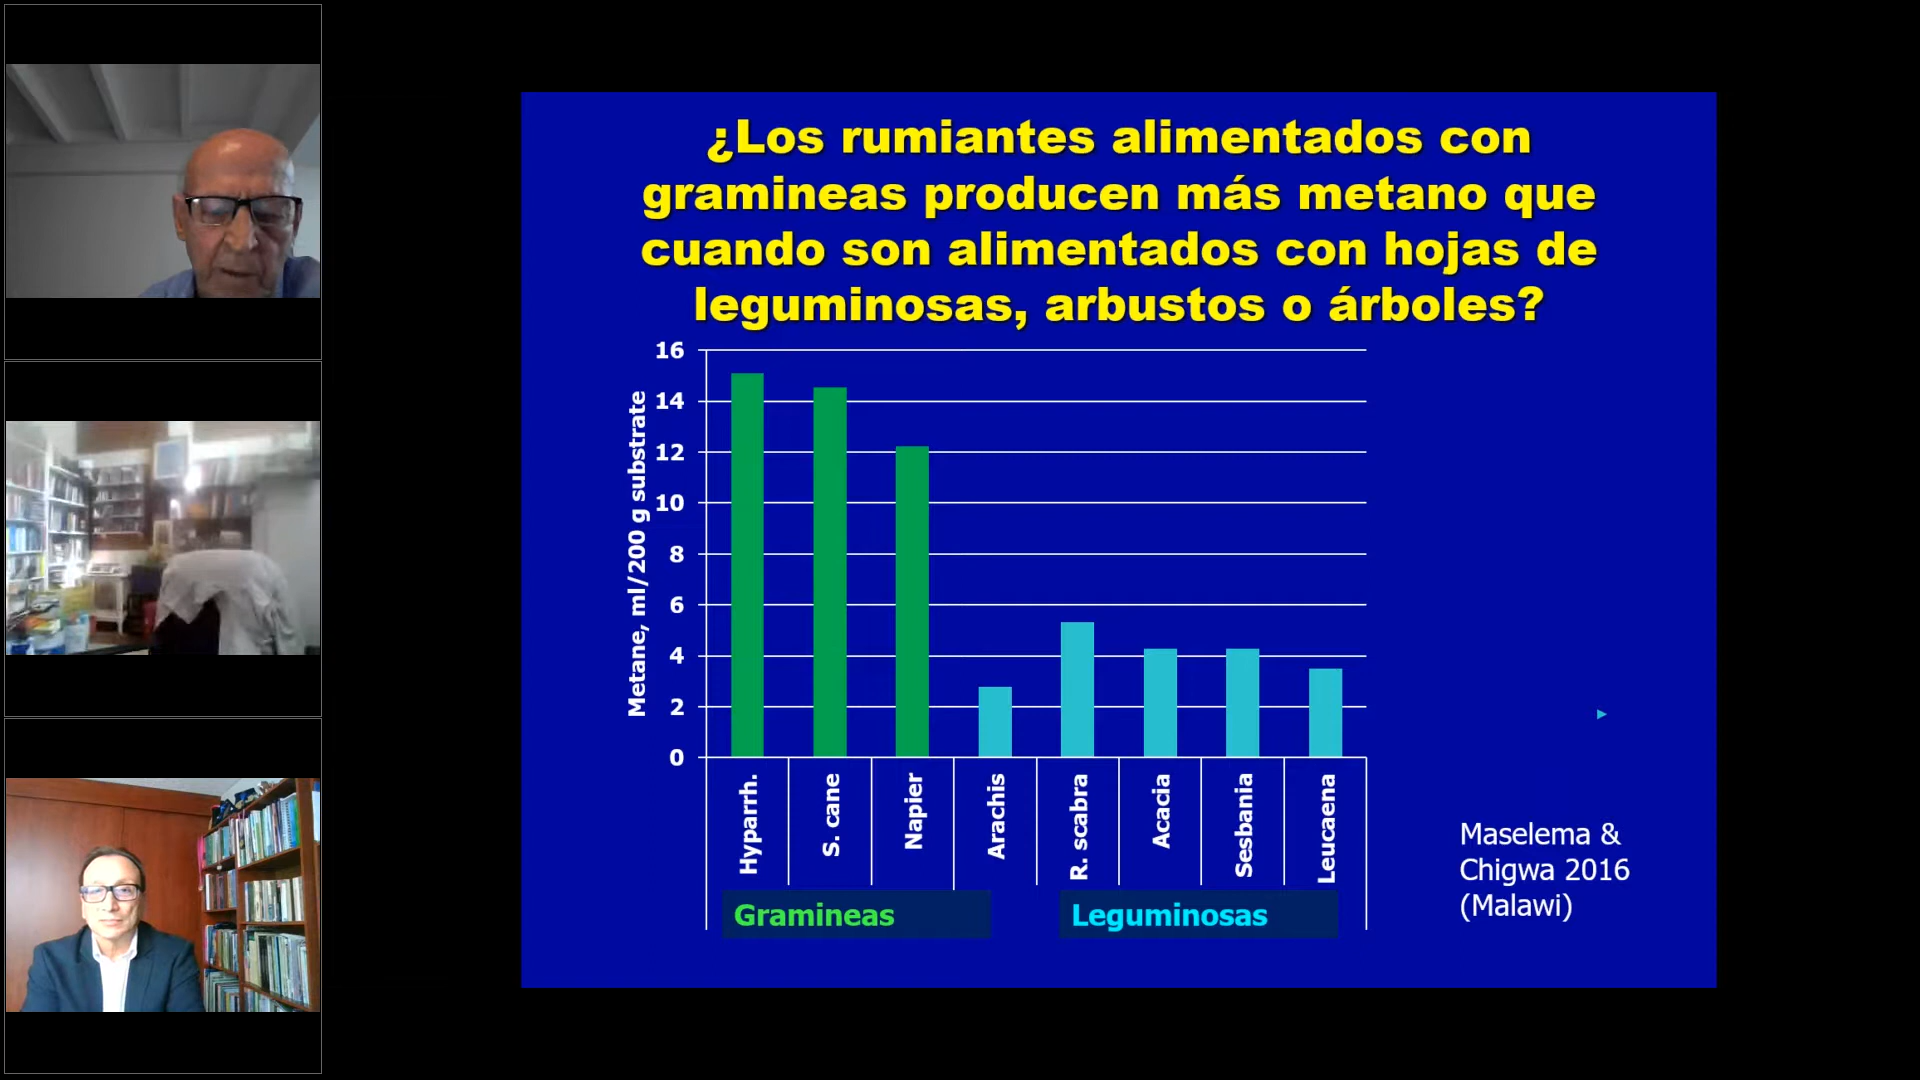 ¿Los rumiantes alimentados con
gramineas producen más metano que
cuando son alimentados con hojas de
leguminosas, arbustos o árboles?
Metane, ml/200 g substrate
16
14
12
10
8
6
4
2
0
Hyparrh.
S. cane
Napier
Arachis
R. scabra
Acacia
Sesbania
Leucaena
Gramineas
Leguminosas
Maselema &
Chigwa 2016
(Malawi)